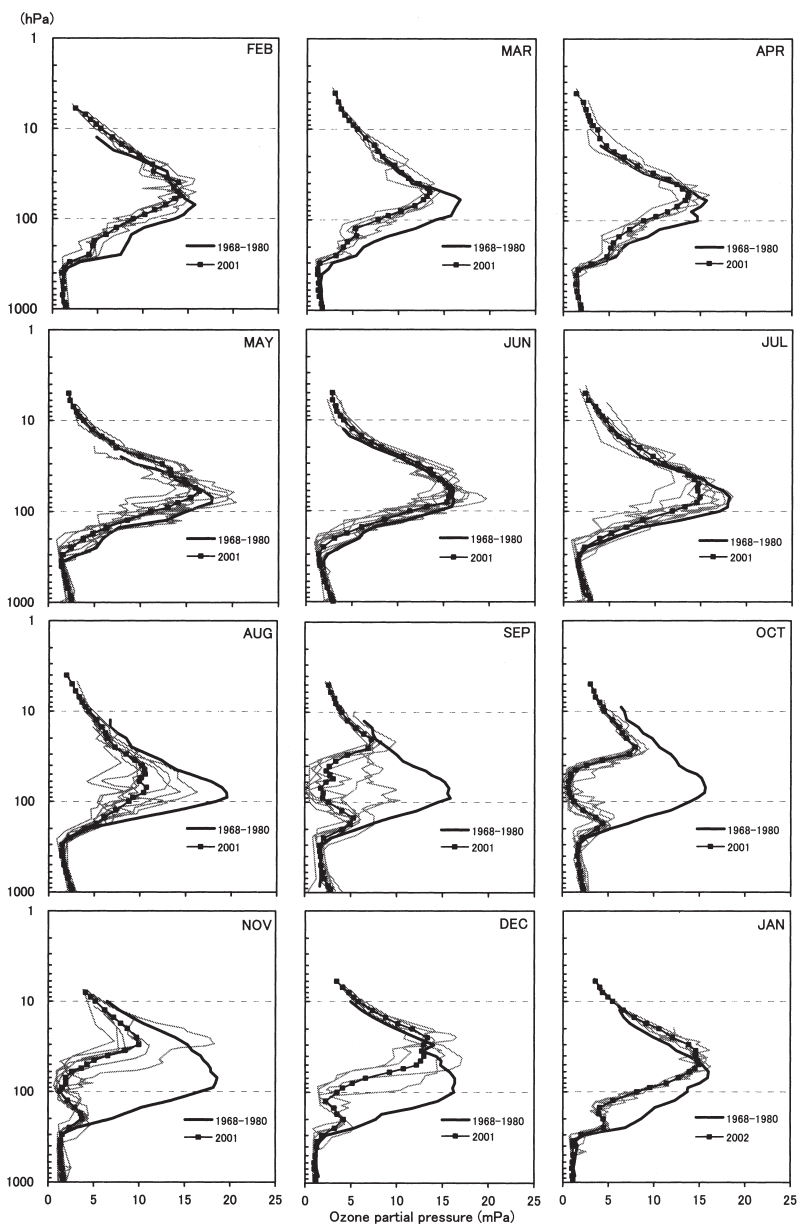 (hPa)
1
10
100
1000
FEB
1968-1980
2001
MAR
1968-1980
2001
APR
1968-1980
2001
1
10
100
1000
MAY
1968-1980
2001
JUN
1968-1980
2001
JUL
1968-1980
2001
1
10
100
1000
AUG
1968-1980
2001
SEP
1968-1980
2001
OCT
1968-1980
2001
1
10
100
1000
NOV
1968-1980
2001
DEC
1968-1980
2001
JAN
1968-1980
2002
0 5 10 15 20 25 0 5 10 15 20 25 0 5 10 15 20 25
Ozone partial pressure (mPa)